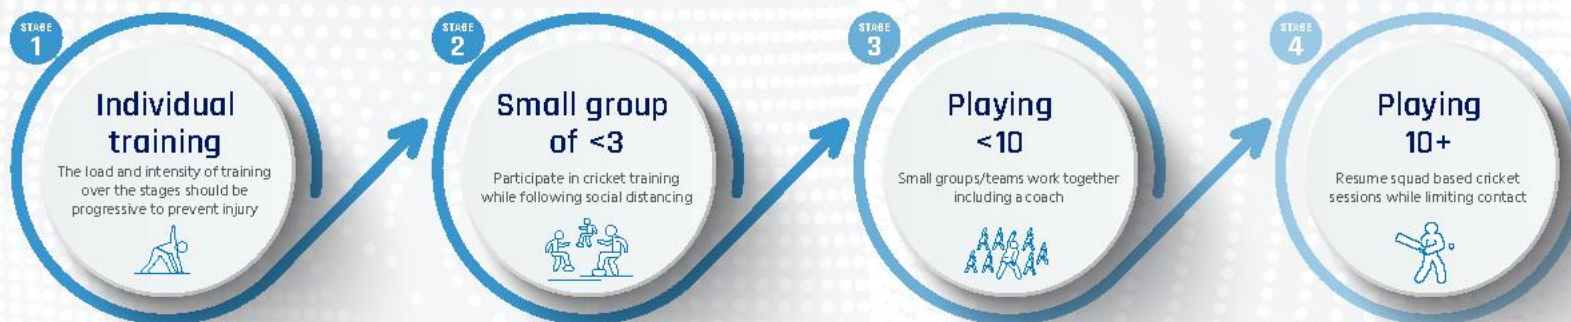 STAGE
1
Individual
training
The load and intensity of training
over the stages should be
progressive to prevent injury
STAGE
2
Small group
of <3
Participate in cricket training
while following social distancing
STAGE
3
Playing
<10
Small groups/teams work together
including a coach
STAGE
4
Playing
10+
Resume squad based cricket
sessions while limiting contact